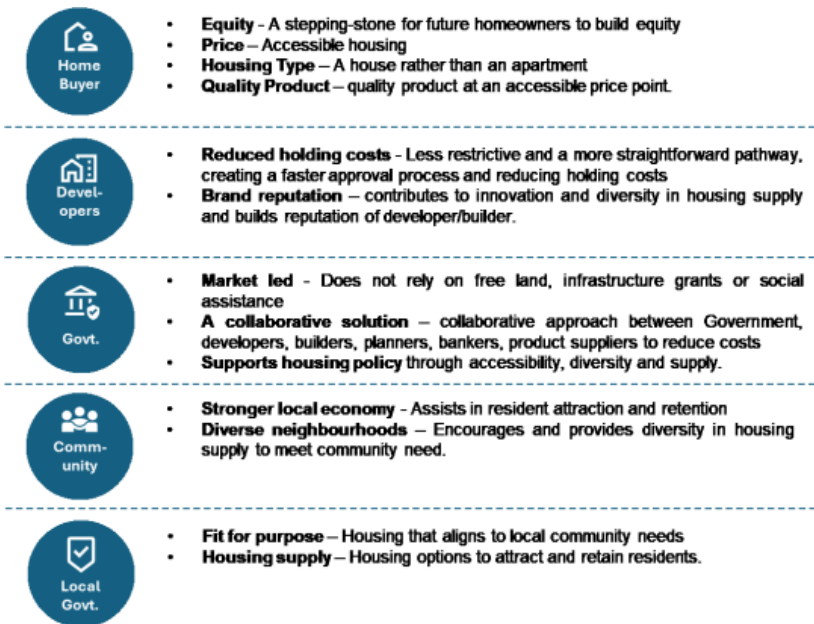 Home
Buyer
• Equity - A stepping-stone for future homeowners to build equity
• Price – Accessible housing
• Housing Type – A house rather than an apartment
• Quality Product – quality product at an accessible price point.
Devel-
opers
• Reduced holding costs - Less restrictive and a more straightforward pathway,
creating a faster approval process and reducing holding costs
• Brand reputation – contributes to innovation and diversity in housing supply
and builds reputation of developer/builder.
Govt.
• Market led - Does not rely on free land, infrastructure grants or social
assistance
• A collaborative solution – collaborative approach between Government,
developers, builders, planners, bankers, product suppliers to reduce costs
• Supports housing policy through accessibility, diversity and supply.
Comm-
unity
• Stronger local economy - Assists in resident attraction and retention
• Diverse neighbourhoods – Encourages and provides diversity in housing
supply to meet community need.
Local
Govt.
• Fit for purpose – Housing that aligns to local community needs
• Housing supply – Housing options to attract and retain residents.